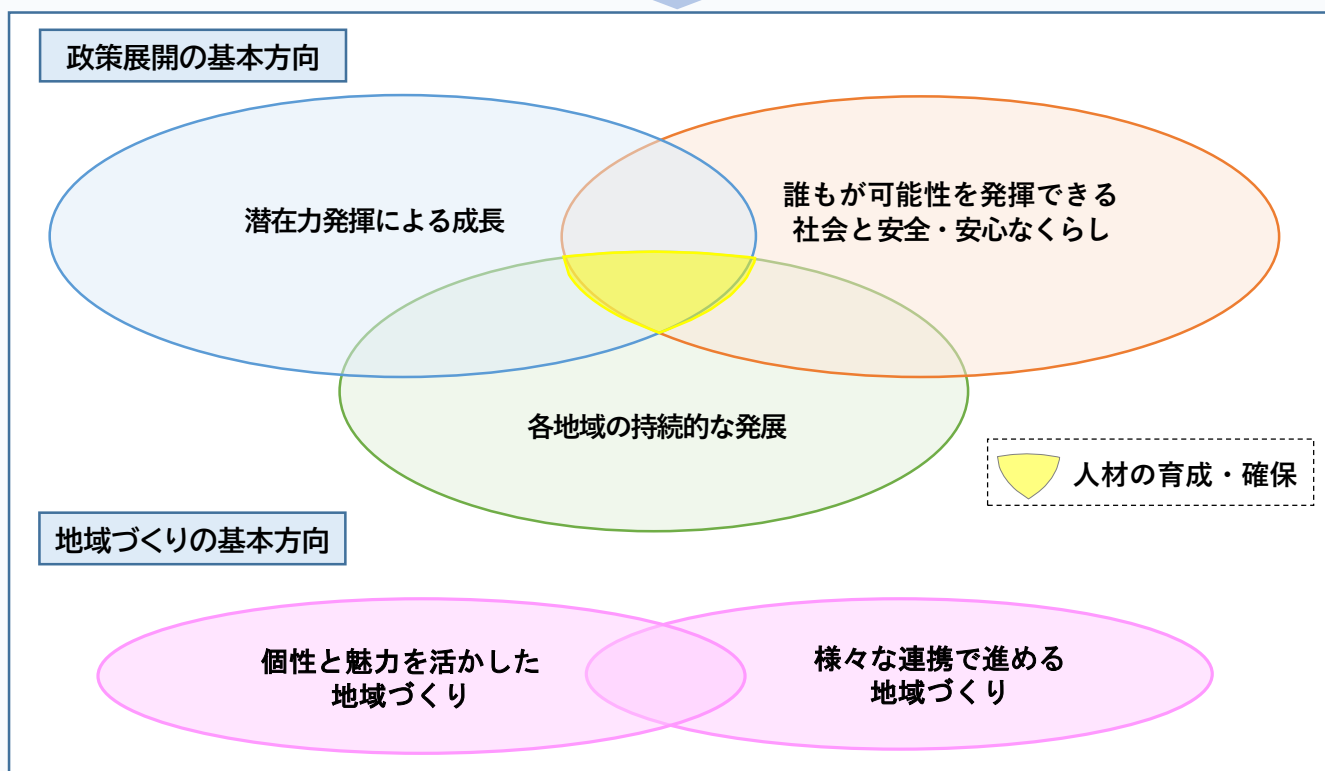 政策展開の基本方向
潜在力発揮による成長
誰もが可能性を発揮できる
社会と安全・安心なくらし
各地域の持続的な発展
人材の育成・確保
地域づくりの基本方向
個性と魅力を活かした
地域づくり
様々な連携で進める
地域づくり